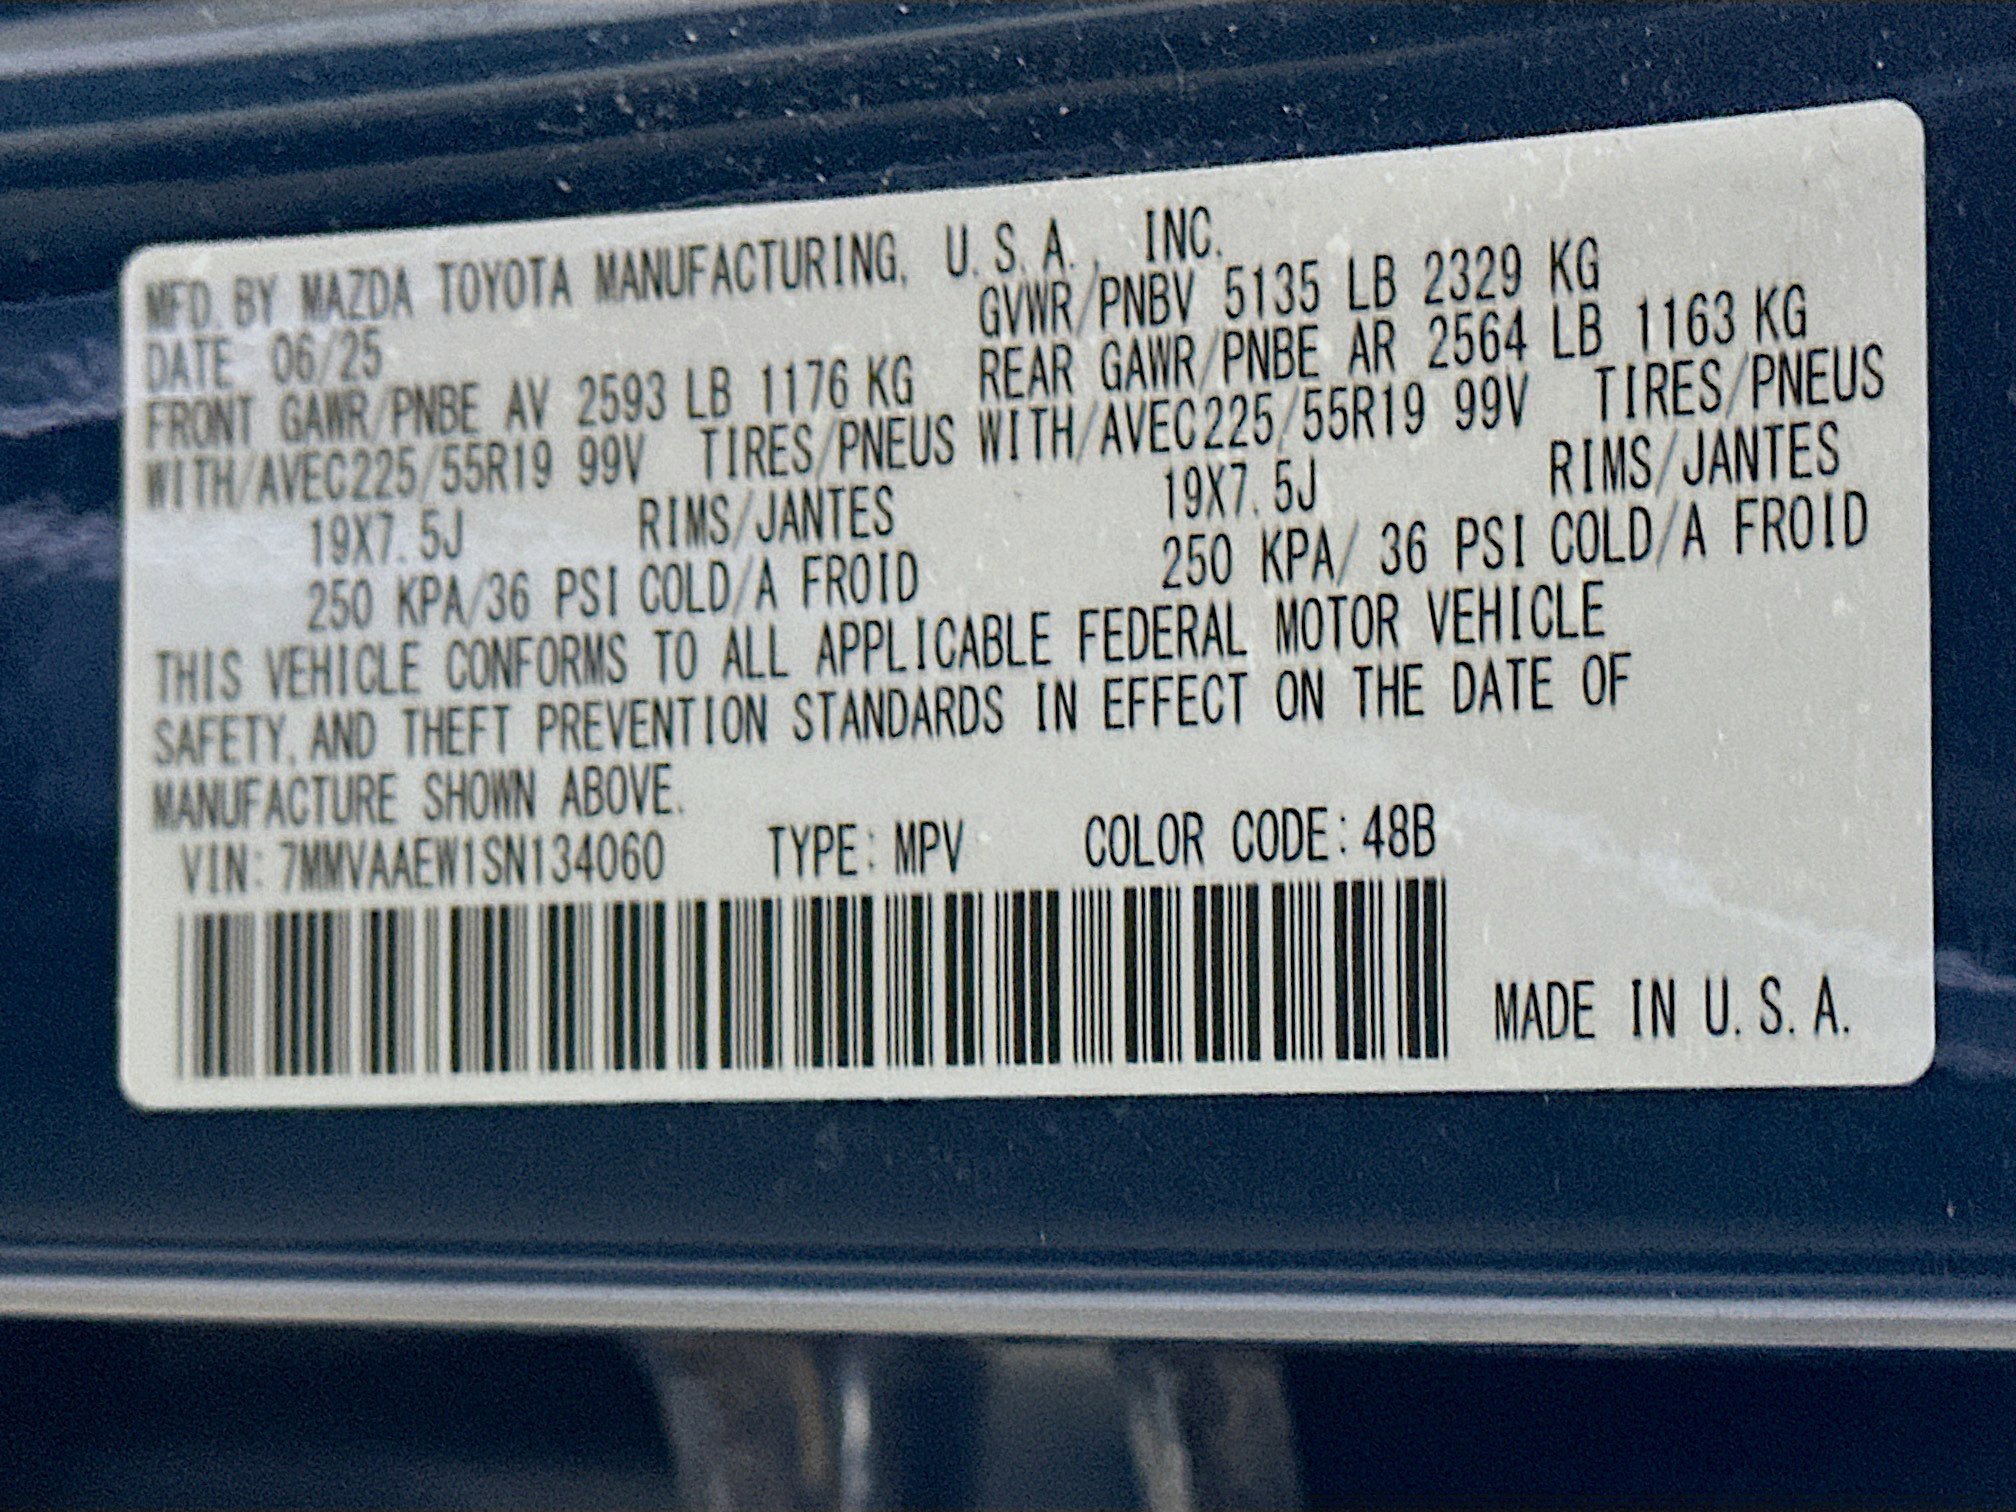 MFD. BY MAZDA TOYOTA MANUFACTURING, U.S.A., INC.
DATE 06/25 GVWR/PNBV 5135 LB 2329 KG
FRONT GAWR/PNBE AV 2593 LB 1176 KG REAR GAWR/PNBE AR 2564 LB 1163 KG
WITH/AVEC225/55R19 99V TIRES/PNEUS WITH/AVEC225/55R19 99V TIRES/PNEUS
19X7.5J RIMS/JANTES 19X7.5J RIMS/JANTES
250 KPA/36 PSI COLD/A FROID 250 KPA/ 36 PSI COLD/A FROID
THIS VEHICLE CONFORMS TO ALL APPLICABLE FEDERAL MOTOR VEHICLE
SAFETY, AND THEFT PREVENTION STANDARDS IN EFFECT ON THE DATE OF
MANUFACTURE SHOWN ABOVE.
VIN: 7MMVAAEW1SN134060 TYPE: MPV COLOR CODE: 48B
MADE IN U.S.A.